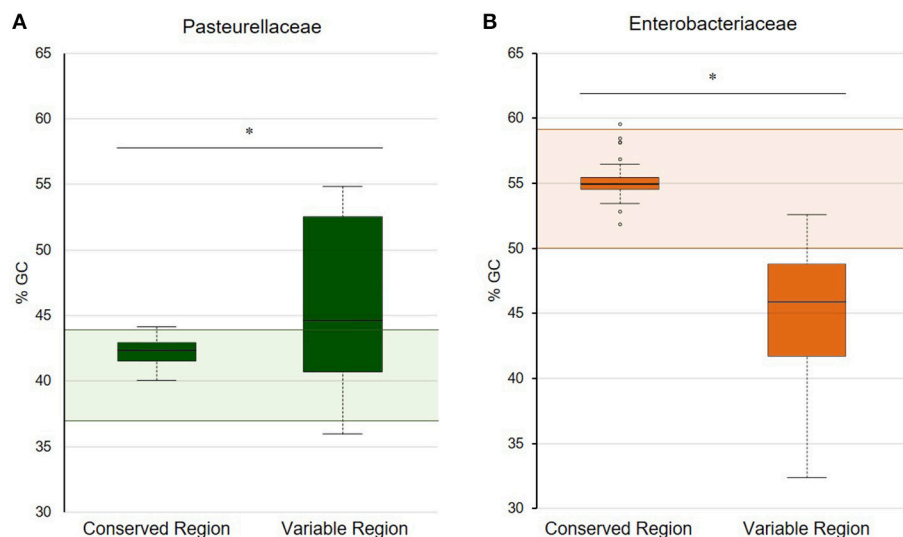 A
Pasteurellaceae
65
60
55
50
45
40
35
30
% GC
*
Conserved Region
Variable Region
B
Enterobacteriaceae
65
60
55
50
45
40
35
30
% GC
*
Conserved Region
Variable Region